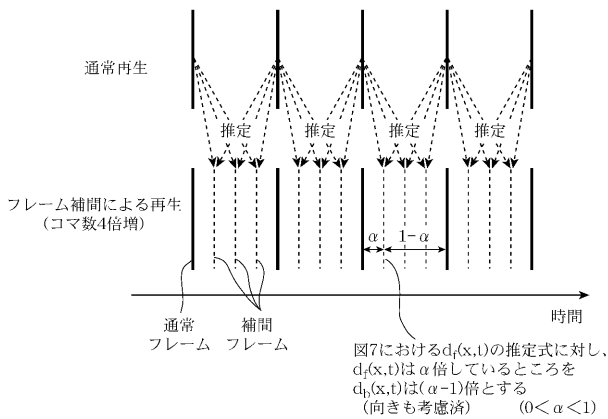 通常再生
推定
推定
推定
推定
フレーム補間による再生
(コマ数4倍増)
α
1−α
時間
通常
フレーム
補間
フレーム
図7におけるdf(x,t)の推定式に対し、
df(x,t)はα倍しているところを
db(x,t)は(α-1)倍とする
(向きも考慮済) (0<α<1)